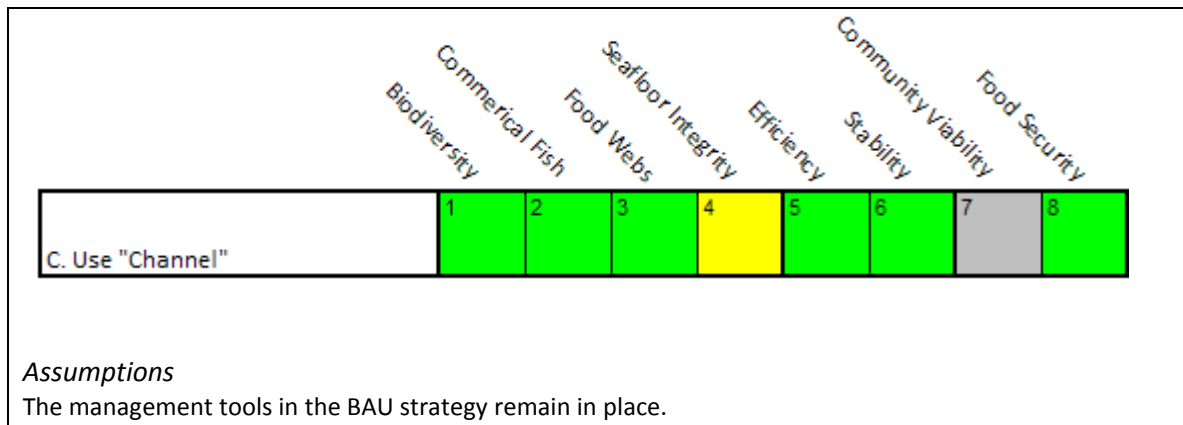 Biodiversity
Commerical Fish
Food Webs
Seafloor Integrity
Efficiency
Stability
Community Viability
Food Security
C. Use "Channel" 1 2 3 4 5 6 7 8
Assumptions
The management tools in the BAU strategy remain in place.